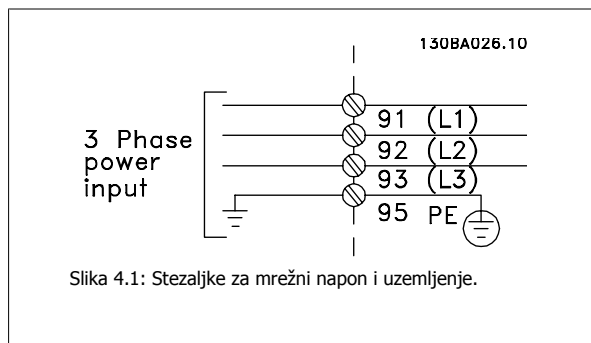 130BA026.10
3 Phase
power
input
91 (L1)
92 (L2)
93 (L3)
95 PE
Slika 4.1: Stezaljke za mrežni napon i uzemljenje.